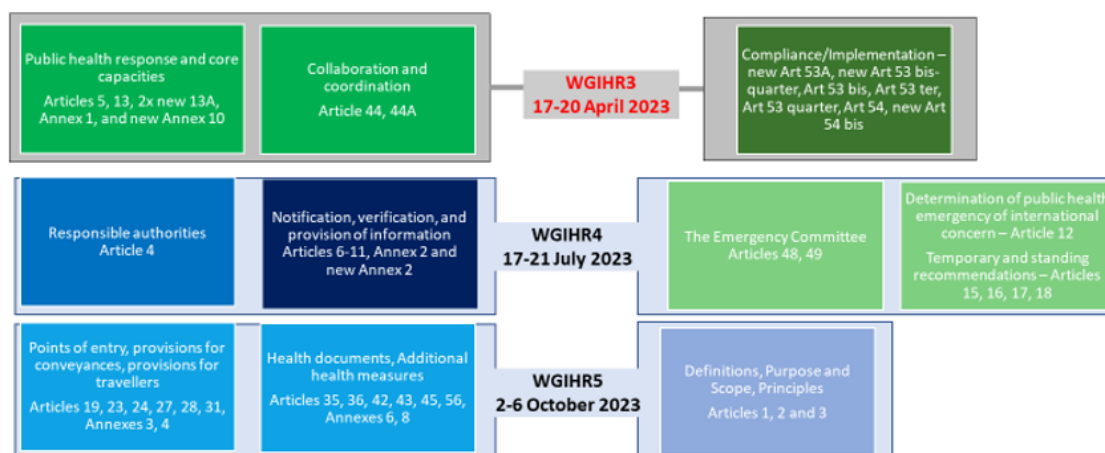 Public health response and core
capacities
Articles 5, 13, 2x new 13A,
Annex 1, and new Annex 10
Collaboration and
coordination
Article 44, 44A
WGIHR3
17-20 April 2023
Compliance/Implementation –
new Art 53A, new Art 53 bis-
quarter, Art 53 bis, Art 53 ter,
Art 53 quarter, Art 54, new Art
54 bis
Responsible authorities
Article 4
Notification, verification, and
provision of information
Articles 6-11, Annex 2 and
new Annex 2
WGIHR4
17-21 July 2023
The Emergency Committee
Articles 48, 49
Determination of public health
emergency of international
concern – Article 12
Temporary and standing
recommendations – Articles
15, 16, 17, 18
Points of entry, provisions for
conveyances, provisions for
travellers
Articles 19, 23, 24, 27, 28, 31,
Annexes 3, 4
Health documents, Additional
health measures
Articles 35, 36, 42, 43, 45, 56,
Annexes 6, 8
WGIHR5
2-6 October 2023
Definitions, Purpose and
Scope, Principles
Articles 1, 2 and 3